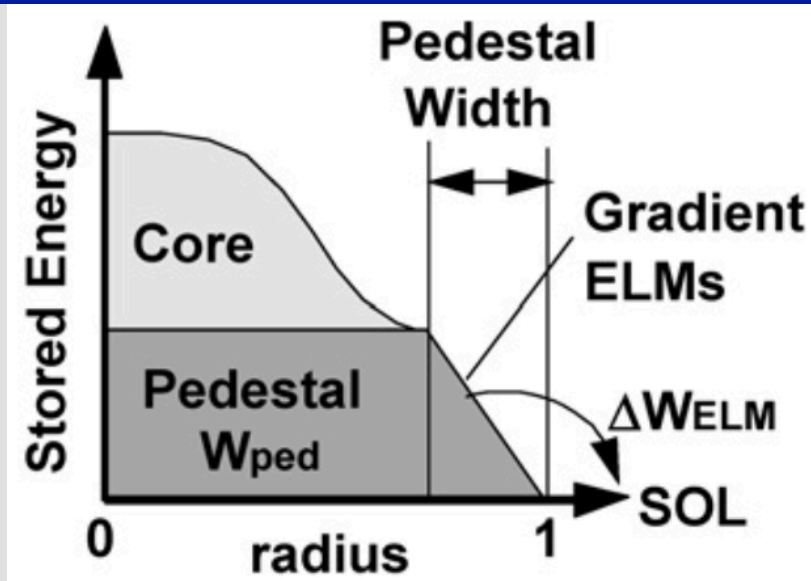 Pedestal
Width
Gradient
ELMs
Core
Stored Energy
Pedestal
Wped
ΔWELM
SOL
0
radius
1